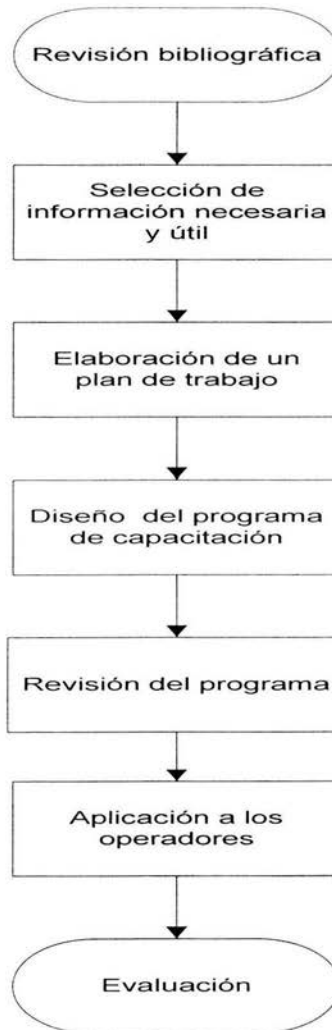 Revisión bibliográfica
Selección de
información necesaria
y útil
Elaboración de un
plan de trabajo
Diseño del programa
de capacitación
Revisión del programa
Aplicación a los
operadores
Evaluación